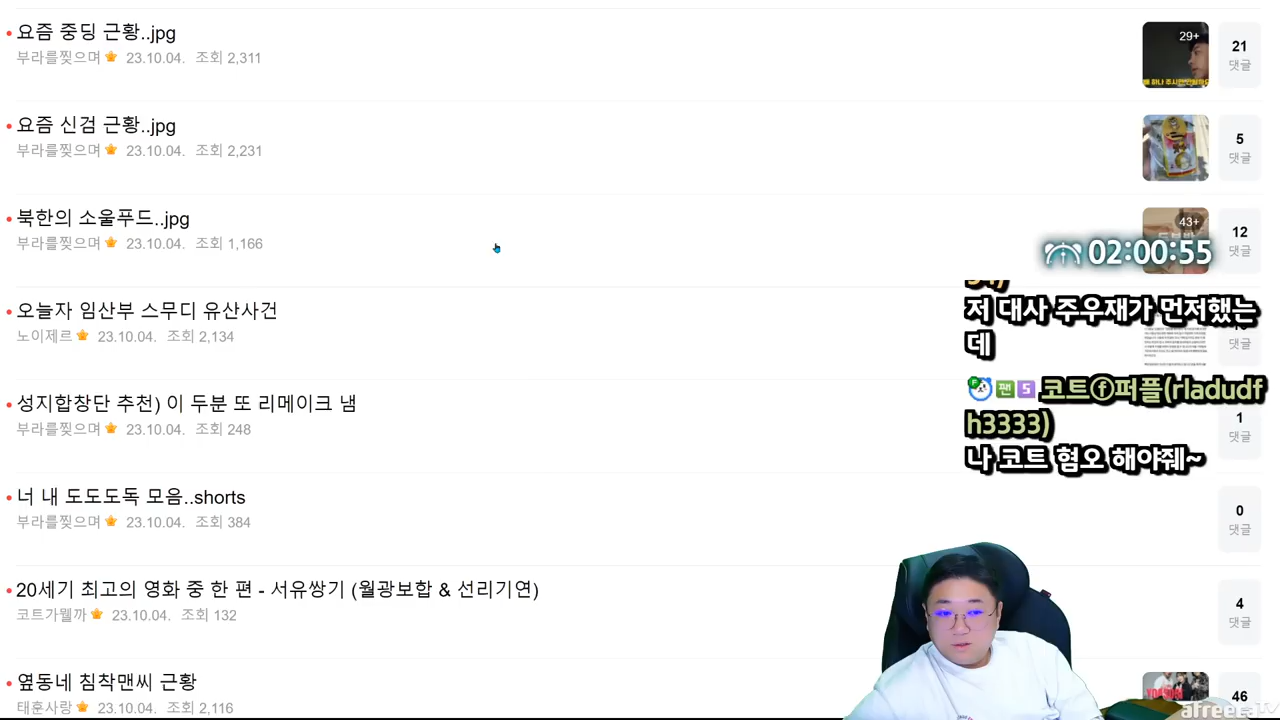 요즘 중딩 근황..jpg
부라를찢으며 23.10.04. 조회 2,311
29+
21
댓글
요즘 신검 근황..jpg
부라를찢으며 23.10.04. 조회 2,231
5
댓글
북한의 소울푸드..jpg
부라를찢으며 23.10.04. 조회 1,166
43+
12
댓글
02:00:55
오늘자 임산부 스무디 유산사건
노이제르 23.10.04. 조회 2,134
댓글
저 대사 주우재가 먼저했는
데
팬 5 코트ⓕ퍼플(rladudf
h3333)
나 코트 혐오 해야줴~
성지합창단 추천) 이 두분 또 리메이크 냄
부라를찢으며 23.10.04. 조회 248
1
댓글
너 내 도도도독 모음..shorts
부라를찢으며 23.10.04. 조회 384
0
댓글
20세기 최고의 영화 중 한 편 - 서유쌍기 (월광보합 & 선리기연)
코트가웰까 23.10.04. 조회 132
4
댓글
옆동네 침착맨씨 근황
태훈사랑 23.10.04. 조회 2,116
46
afreecaTV